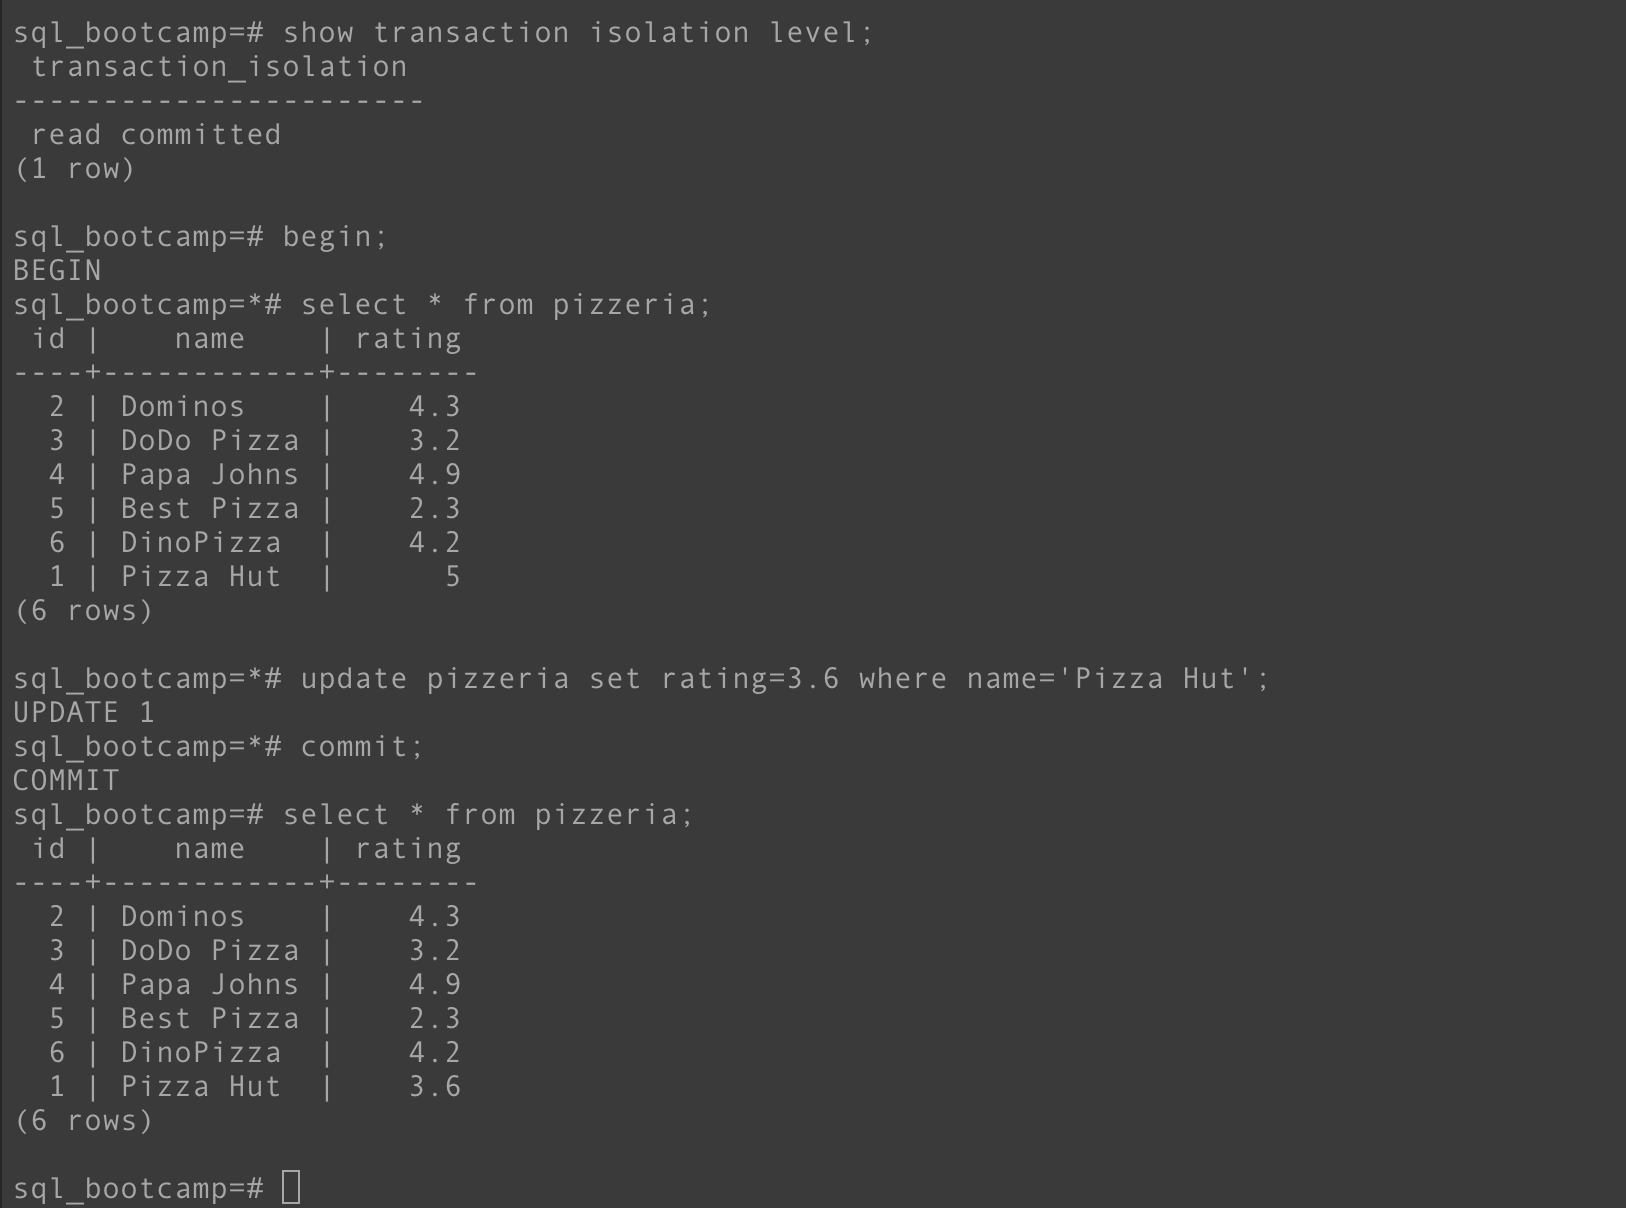 sql_bootcamp=# show transaction isolation level;
 transaction_isolation
-----------------------
 read committed
(1 row)

sql_bootcamp=# begin;
BEGIN
sql_bootcamp=*# select * from pizzeria;
 id |    name    | rating
----+------------+--------
  2 | Dominos    |    4.3
  3 | DoDo Pizza |    3.2
  4 | Papa Johns |    4.9
  5 | Best Pizza |    2.3
  6 | DinoPizza  |    4.2
  1 | Pizza Hut  |      5
(6 rows)

sql_bootcamp=*# update pizzeria set rating=3.6 where name='Pizza Hut';
UPDATE 1
sql_bootcamp=*# commit;
COMMIT
sql_bootcamp=# select * from pizzeria;
 id |    name    | rating
----+------------+--------
  2 | Dominos    |    4.3
  3 | DoDo Pizza |    3.2
  4 | Papa Johns |    4.9
  5 | Best Pizza |    2.3
  6 | DinoPizza  |    4.2
  1 | Pizza Hut  |    3.6
(6 rows)

sql_bootcamp=#